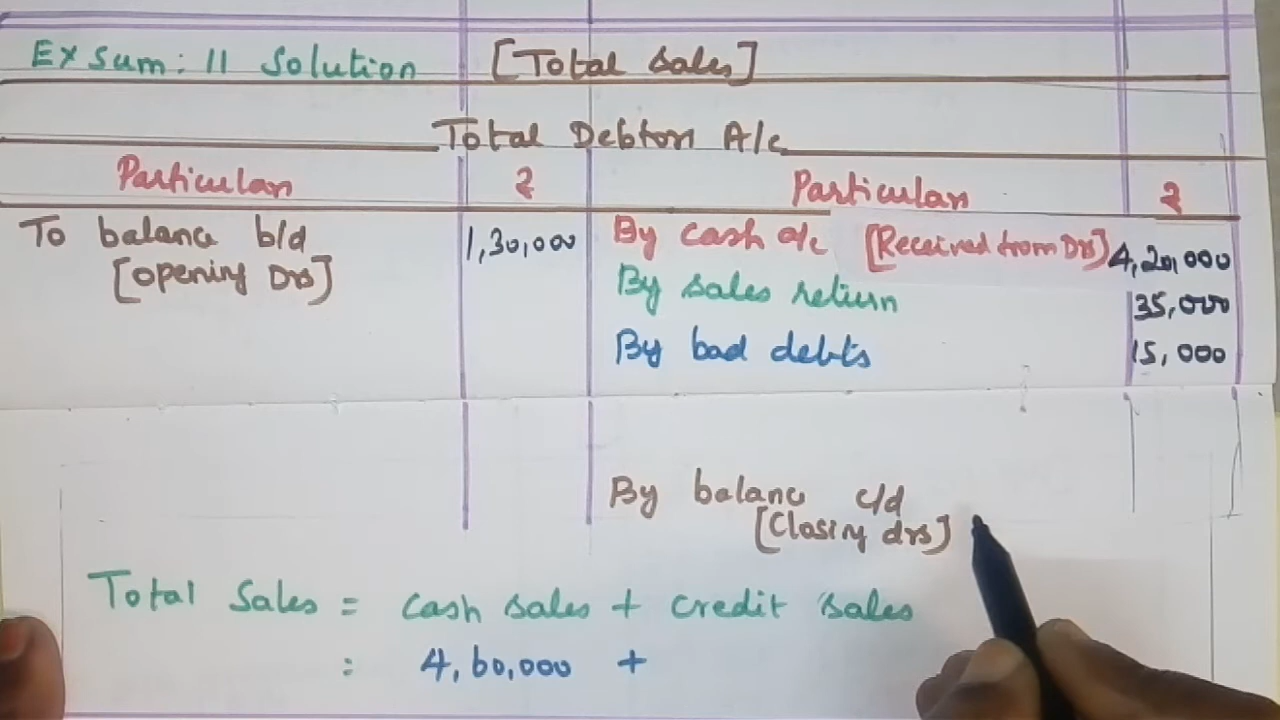 Ex Sum: 11 Solution [Total Sales]
Total Debtors A/c
Particulars ₹ Particulars ₹
To balance b/d 1,30,000 By cash a/c [Received from Drs] 4,20,000
[Opening Drs] By sales return 35,000
By bad debts 15,000
By balance c/d
[Closing drs]
Total Sales = cash sales + credit sales
= 4,60,000 +